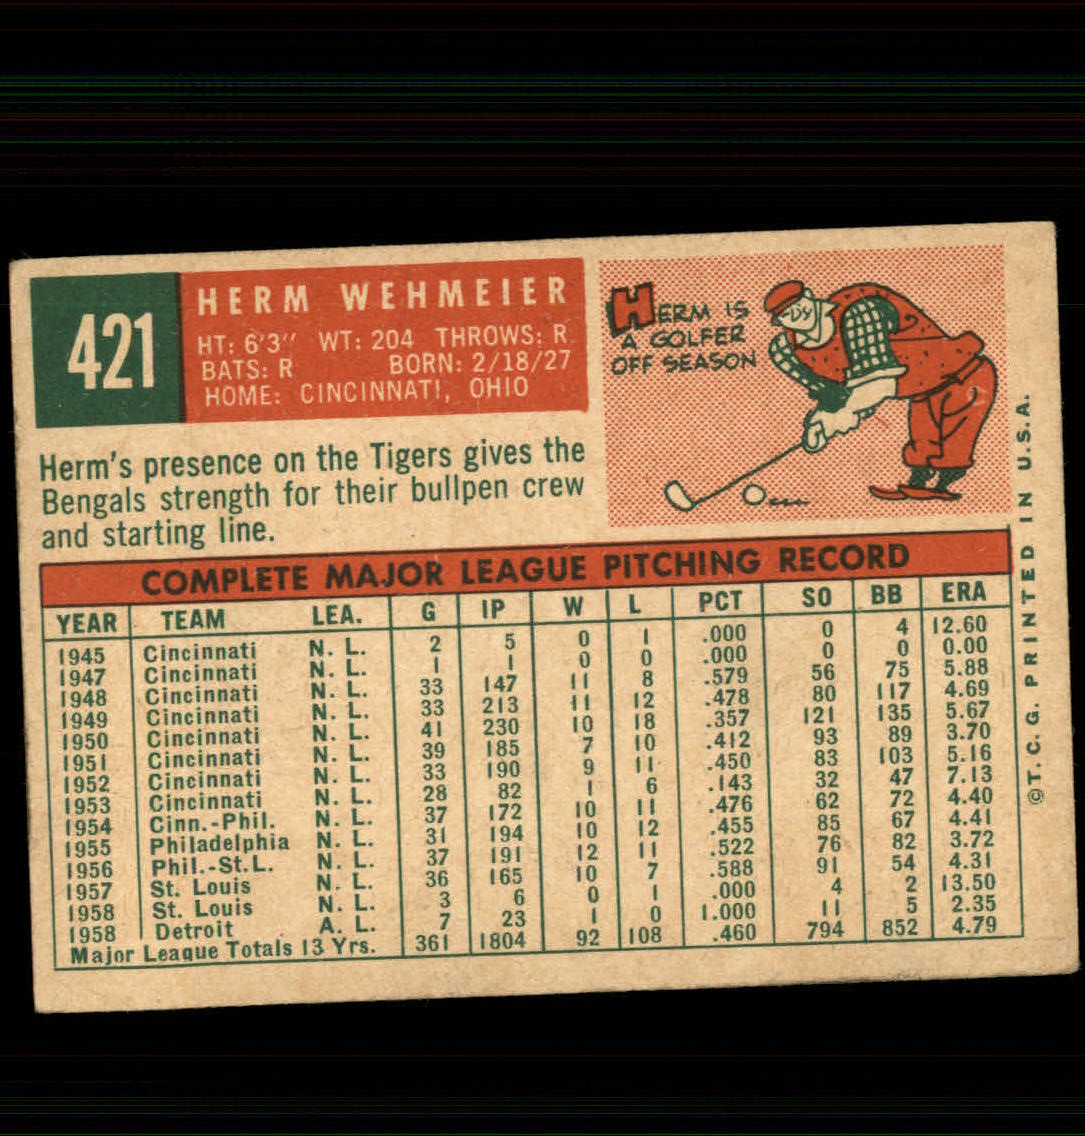 421
HERM WEHMEIER
HT: 6'3" WT: 204 THROWS: R
BATS: R BORN: 2/18/27
HOME: CINCINNATI, OHIO
HERM IS
A GOLFER
OFF SEASON
Herm's presence on the Tigers gives the
Bengals strength for their bullpen crew
and starting line.
COMPLETE MAJOR LEAGUE PITCHING RECORD
YEAR TEAM LEA. G IP W L PCT SO BB ERA
1945 Cincinnati N. L. 2 5 0 1 .000 0 4 12.60
1947 Cincinnati N. L. 1 1 0 0 .000 0 0 0.00
1948 Cincinnati N. L. 33 147 11 8 .579 56 75 5.88
1949 Cincinnati N. L. 33 213 11 12 .478 80 117 4.69
1950 Cincinnati N. L. 41 230 10 18 .357 121 135 5.67
1951 Cincinnati N. L. 39 185 7 10 .412 93 89 3.70
1952 Cincinnati N. L. 33 190 9 11 .450 83 103 5.16
1953 Cincinnati N. L. 28 82 1 6 .143 32 47 7.13
1954 Cinn.-Phil. N. L. 37 172 10 11 .476 62 72 4.40
1955 Philadelphia N. L. 31 194 10 12 .455 85 67 4.41
1956 Phil.-St.L. N. L. 37 191 12 11 .522 76 82 3.72
1957 St. Louis N. L. 36 165 10 7 .588 91 54 4.31
1958 St. Louis N. L. 3 6 0 1 .000 4 2 13.50
1958 Detroit A. L. 7 23 1 0 1.000 11 5 2.35
Major League Totals 13 Yrs. 361 1804 92 108 .460 794 852 4.79
©T.C.G. PRINTED IN U.S.A.